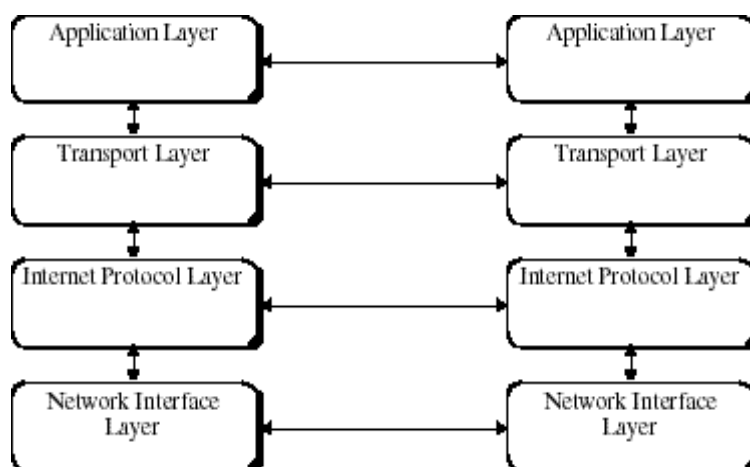 Application Layer
Application Layer
Transport Layer
Transport Layer
Internet Protocol Layer
Internet Protocol Layer
Network Interface
Layer
Network Interface
Layer